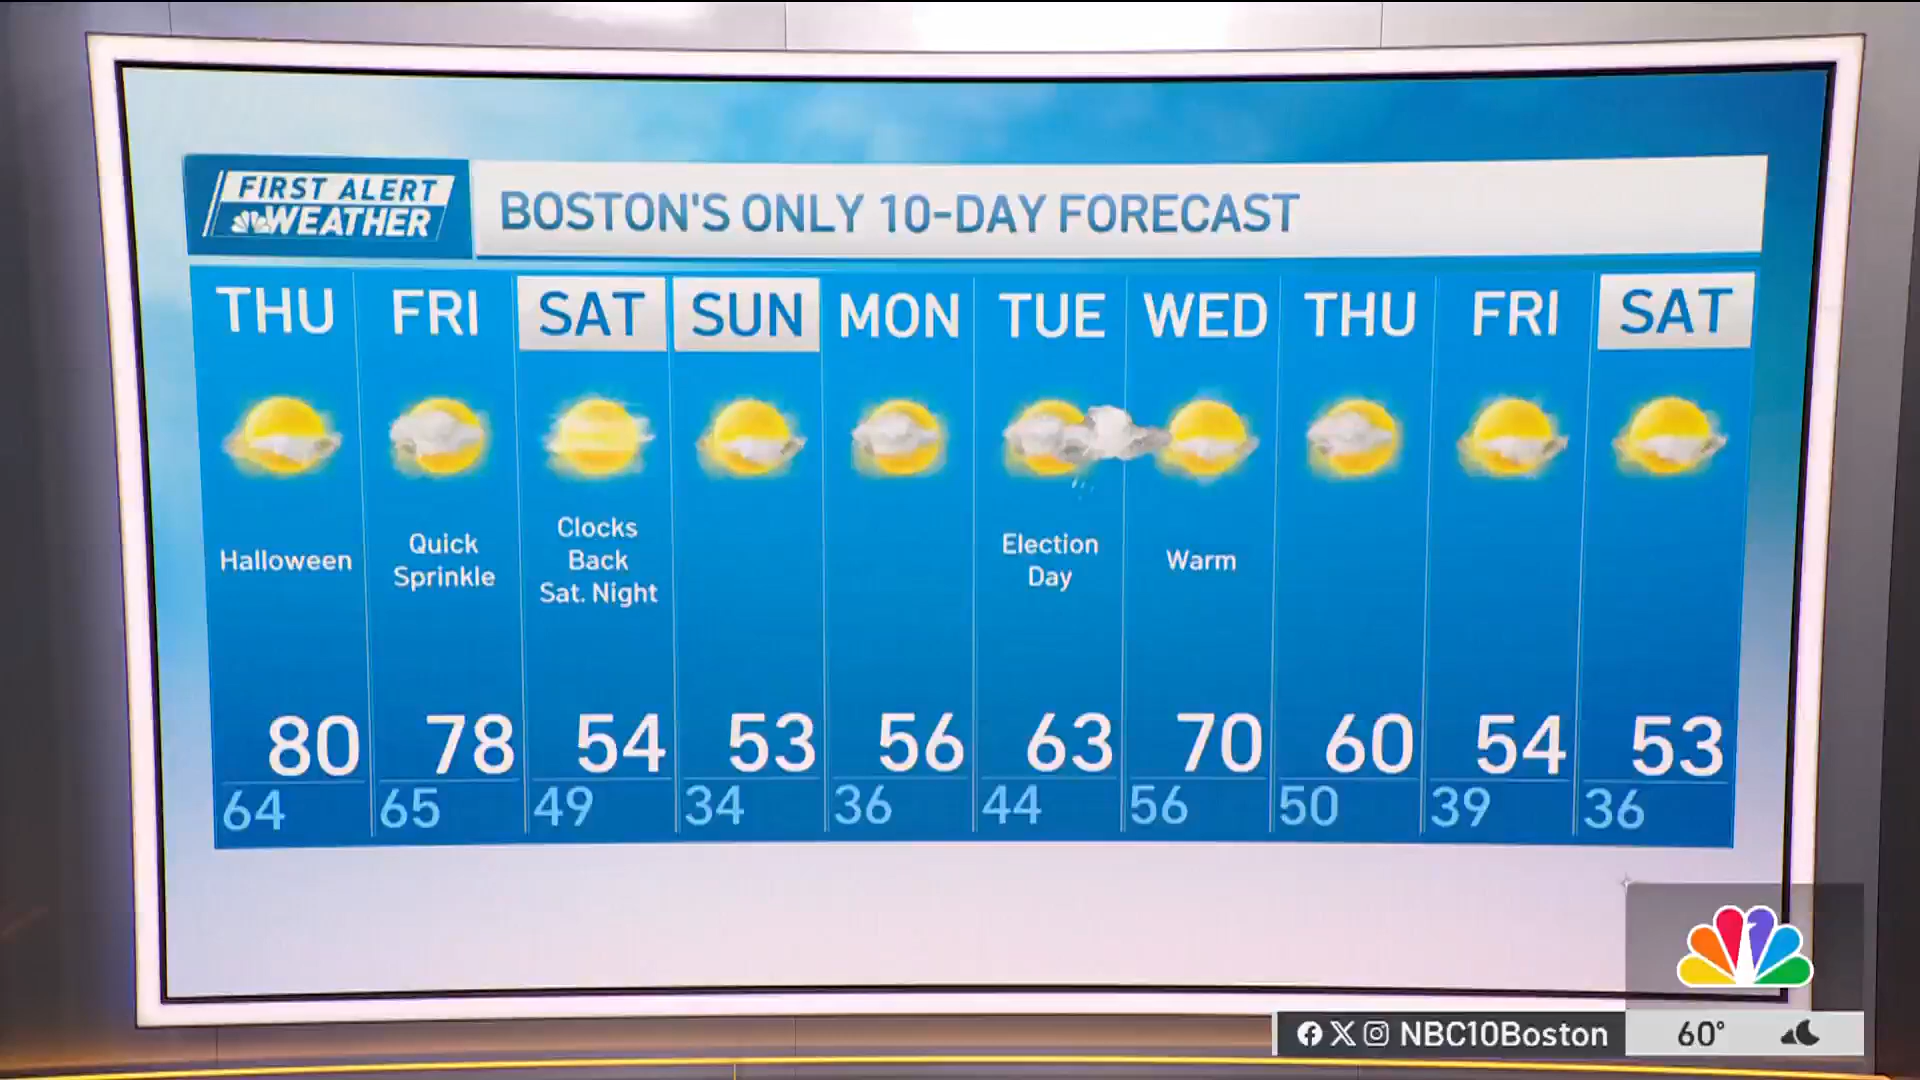 FIRST ALERT
WEATHER
BOSTON'S ONLY 10-DAY FORECAST
THU FRI SAT SUN MON TUE WED THU FRI SAT
Halloween
Quick
Sprinkle
Clocks
Back
Sat. Night
Election
Day
Warm
80 78 54 53 56 63 70 60 54 53
64 65 49 34 36 44 56 50 39 36
NBC10Boston
60°